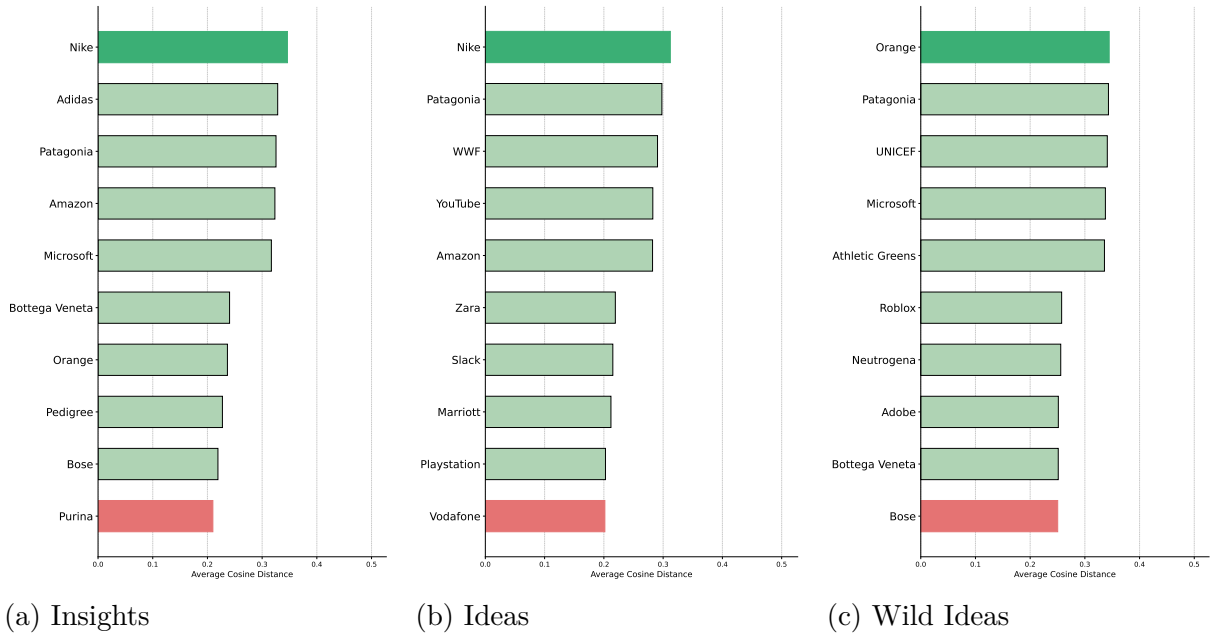 Nike
Adidas
Patagonia
Amazon
Microsoft
Bottega Veneta
Orange
Pedigree
Bose
Purina
0.0 0.1 0.2 0.3 0.4 0.5
Average Cosine Distance
(a) Insights
Nike
Patagonia
WWF
YouTube
Amazon
Zara
Slack
Marriott
Playstation
Vodafone
0.0 0.1 0.2 0.3 0.4 0.5
Average Cosine Distance
(b) Ideas
Orange
Patagonia
UNICEF
Microsoft
Athletic Greens
Roblox
Neutrogena
Adobe
Bottega Veneta
Bose
0.0 0.1 0.2 0.3 0.4 0.5
Average Cosine Distance
(c) Wild Ideas